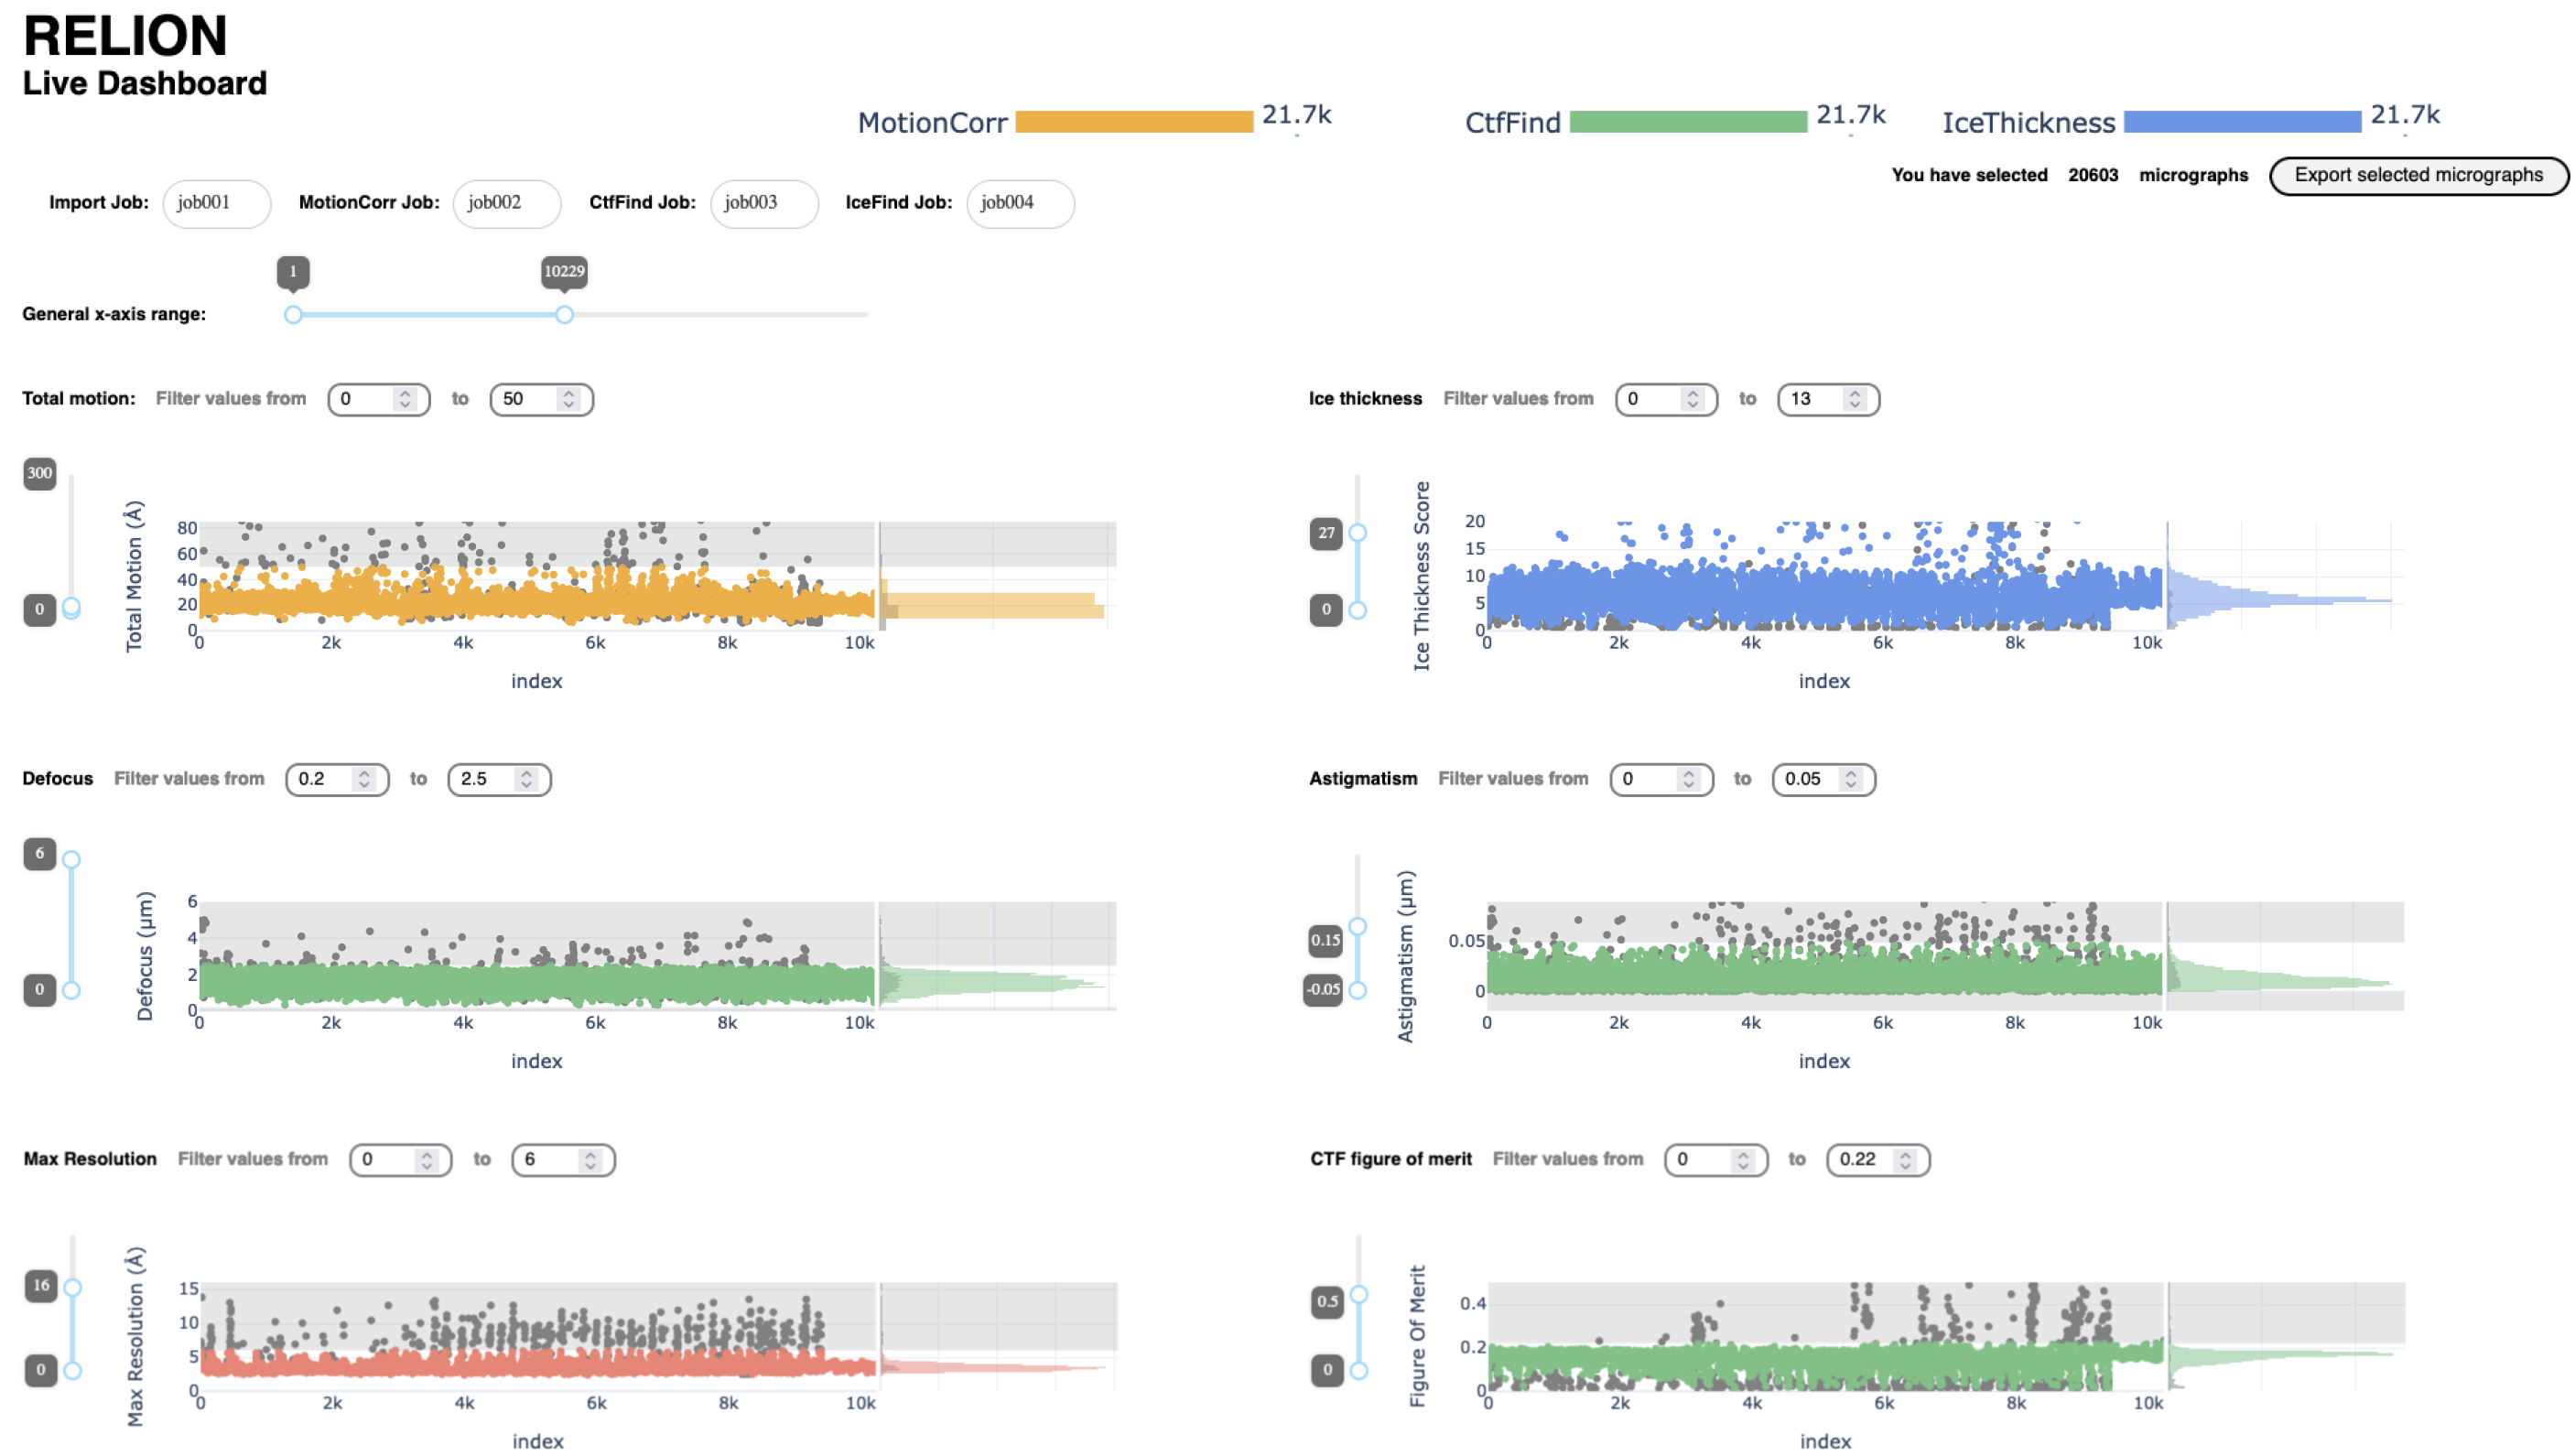 RELION
Live Dashboard
MotionCorr 21.7k CtfFind 21.7k IceThickness 21.7k
You have selected 20603 micrographs Export selected micrographs
Import Job: job001 MotionCorr Job: job002 CtfFind Job: job003 IceFind Job: job004
1 10229
General x-axis range:
Total motion: Filter values from 0 to 50
300
0
Total Motion (Å)
80
60
40
20
0
0 2k 4k 6k 8k 10k
index
Ice thickness Filter values from 0 to 13
27
0
Ice Thickness Score
20
15
10
5
0
0 2k 4k 6k 8k 10k
index
Defocus Filter values from 0.2 to 2.5
6
0
Defocus (μm)
6
4
2
0
0 2k 4k 6k 8k 10k
index
Astigmatism Filter values from 0 to 0.05
0.15
-0.05
Astigmatism (μm)
0.05
0
0 2k 4k 6k 8k 10k
index
Max Resolution Filter values from 0 to 6
16
0
Max Resolution (Å)
15
10
5
0
0 2k 4k 6k 8k 10k
index
CTF figure of merit Filter values from 0 to 0.22
0.5
0
Figure Of Merit
0.4
0.2
0
0 2k 4k 6k 8k 10k
index